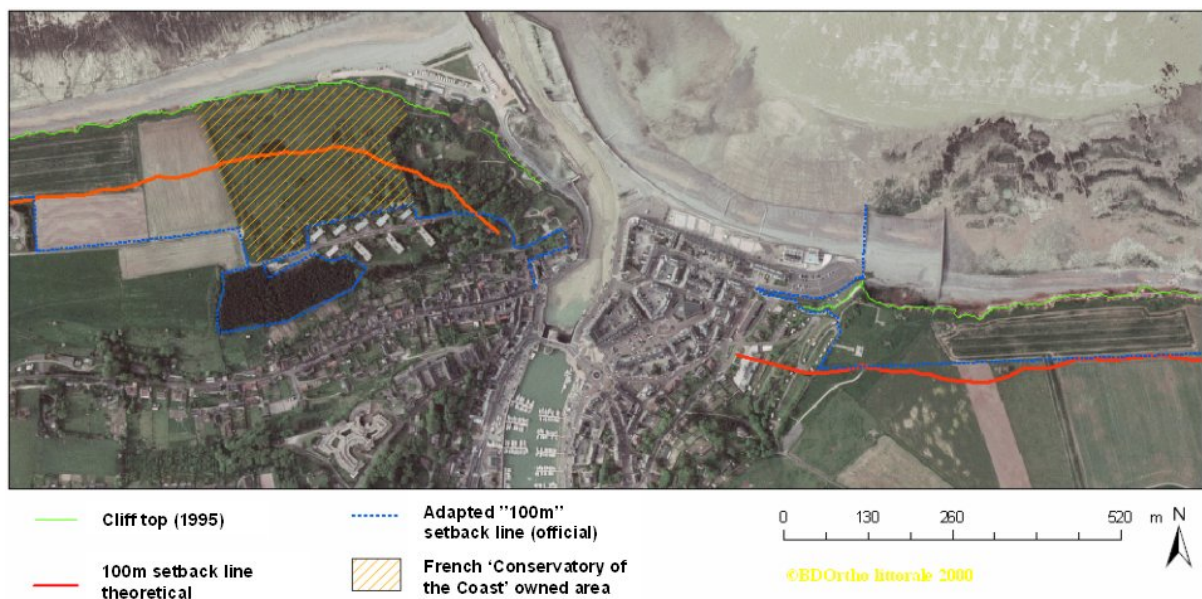 Cliff top (1995)
100m setback line
theoretical
Adapted "100m"
setback line (official)
French 'Conservatory of
the Coast' owned area
0 130 260 520 m
N
©BDOrtho littorale 2000